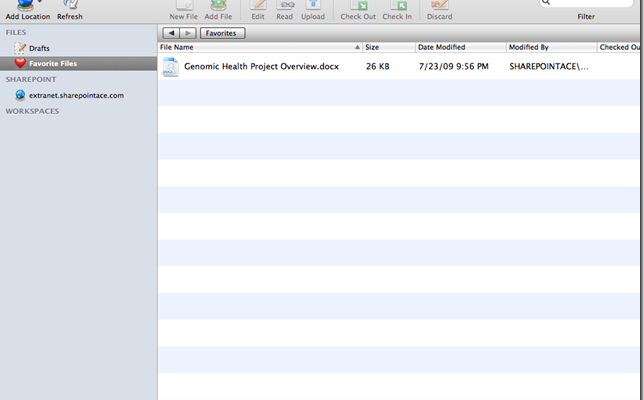 Add Location Refresh New File Add File Edit Read Upload Check Out Check In Discard Filter
FILES
Drafts
Favorite Files
SHAREPOINT
extranet.sharepointace.com
WORKSPACES
Favorites
File Name Size Date Modified Modified By Checked Ou
Genomic Health Project Overview.docx 26 KB 7/23/09 9:56 PM SHAREPOINTACE\...